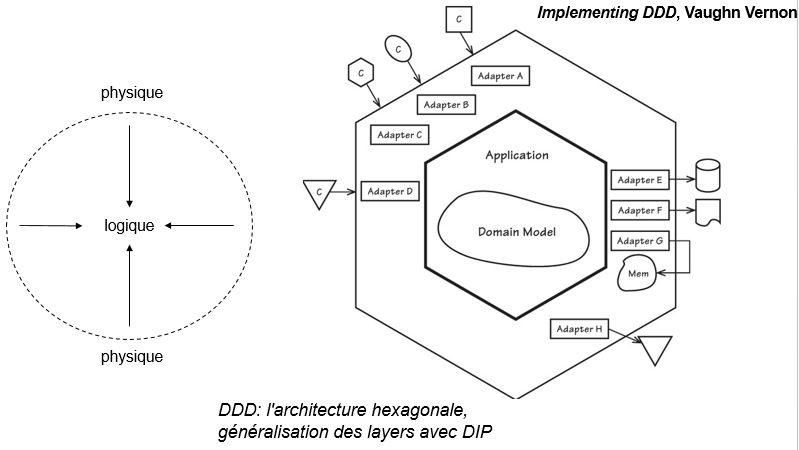 Implementing DDD, Vaughn Vernon
physique
logique
physique
C
C
C
C
Adapter A
Adapter B
Adapter C
Adapter D
Application
Domain Model
Adapter E
Adapter F
Adapter G
Mem
Adapter H
DDD: l'architecture hexagonale,
généralisation des layers avec DIP